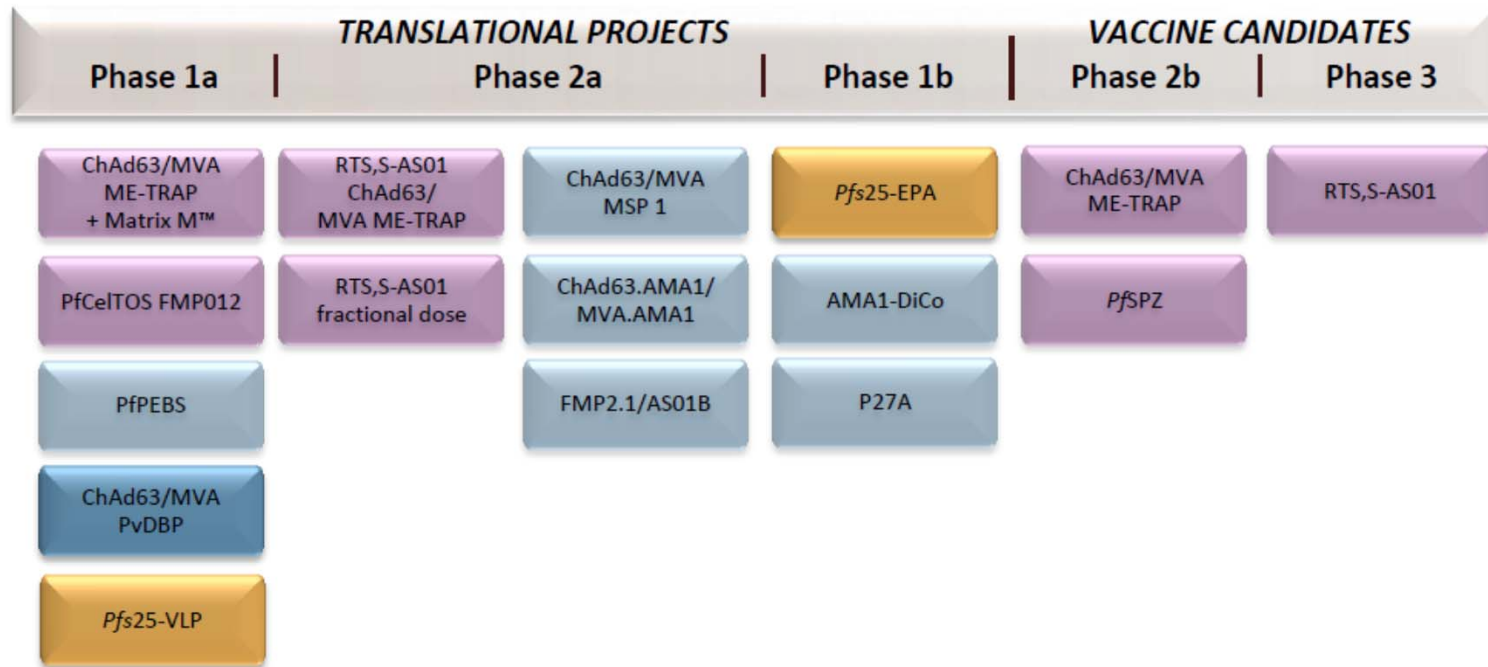 TRANSLATIONAL PROJECTS
VACCINE CANDIDATES
Phase 1a
Phase 2a
Phase 1b
Phase 2b
Phase 3
ChAd63/MVA
ME-TRAP
+ Matrix M™
PfCelTOS FMP012
PfPEBS
ChAd63/MVA
PvDBP
Pfs25-VLP
RTS,S-AS01
ChAd63/
MVA ME-TRAP
RTS,S-AS01
fractional dose
ChAd63/MVA
MSP 1
ChAd63.AMA1/
MVA.AMA1
FMP2.1/AS01B
Pfs25-EPA
AMA1-DiCo
P27A
ChAd63/MVA
ME-TRAP
PfSPZ
RTS,S-AS01